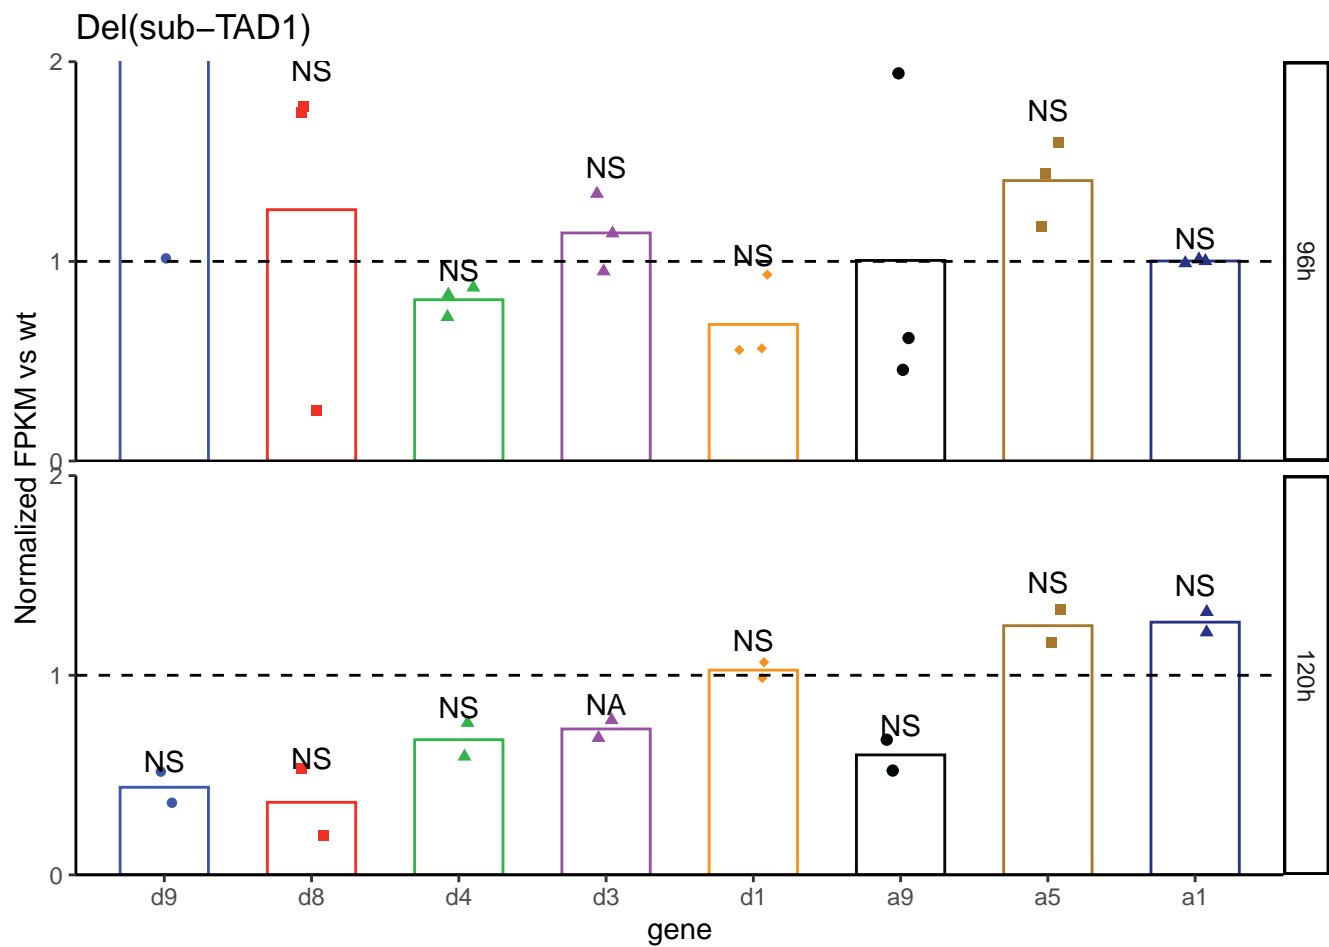 Del(sub−TAD1)
Normalized FPKM vs wt
2
1
0
NS
NS
NS
NS
NS
NS
96h
2
1
0
NS
NS
NS
NA
NS
NS
NS
NS
120h
d9 d8 d4 d3 d1 a9 a5 a1
gene